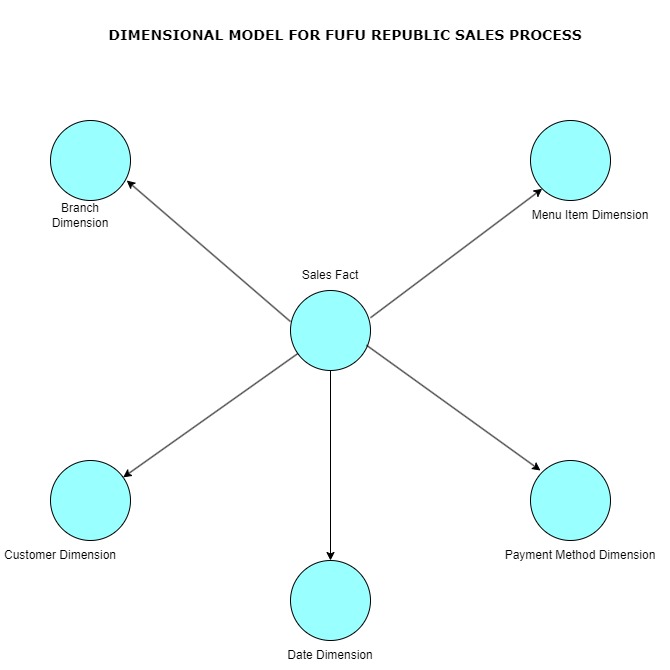 DIMENSIONAL MODEL FOR FUFU REPUBLIC SALES PROCESS
Branch
Dimension
Menu Item Dimension
Sales Fact
Customer Dimension
Payment Method Dimension
Date Dimension